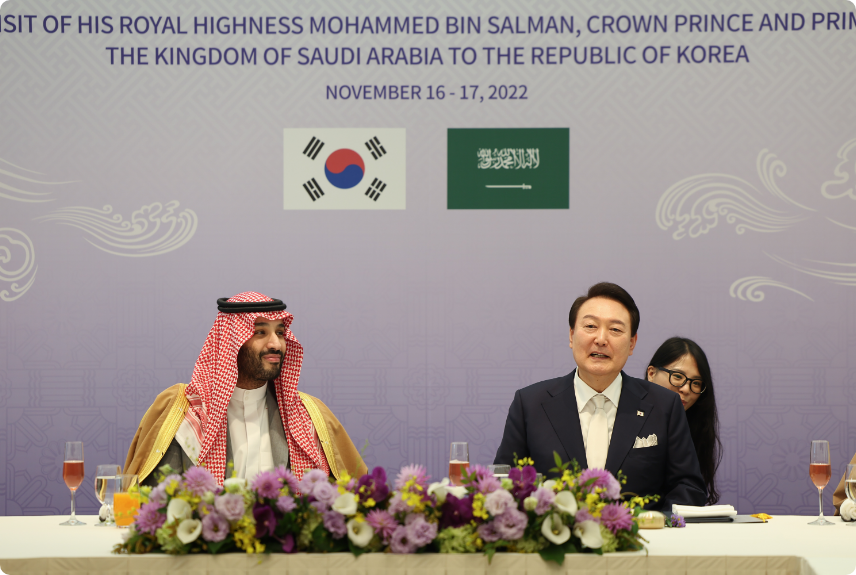 ISIT OF HIS ROYAL HIGHNESS MOHAMMED BIN SALMAN, CROWN PRINCE AND PRIM
THE KINGDOM OF SAUDI ARABIA TO THE REPUBLIC OF KOREA
NOVEMBER 16 - 17, 2022
لا إله إلا الله محمد رسول الله